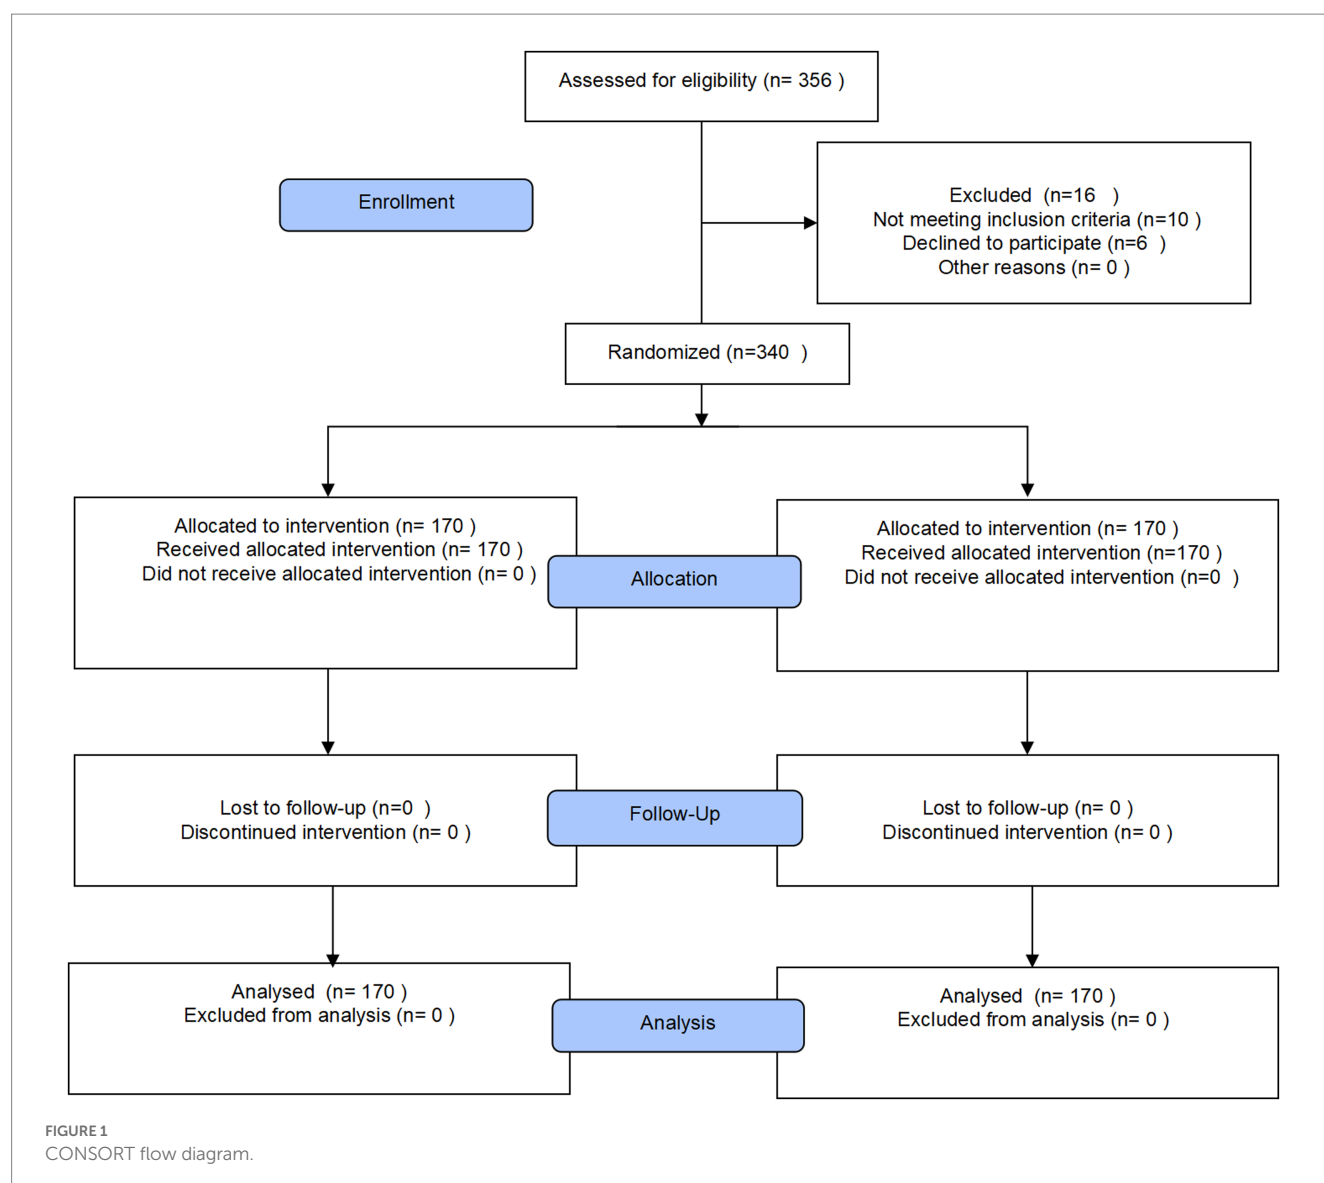 Assessed for eligibility (n= 356 )
Enrollment
Excluded (n=16 )
Not meeting inclusion criteria (n=10 )
Declined to participate (n=6 )
Other reasons (n= 0 )
Randomized (n=340 )
Allocated to intervention (n= 170 )
Received allocated intervention (n= 170 )
Did not receive allocated intervention (n= 0 )
Allocation
Allocated to intervention (n= 170 )
Received allocated intervention (n=170 )
Did not receive allocated intervention (n=0 )
Lost to follow-up (n=0 )
Discontinued intervention (n= 0 )
Follow-Up
Lost to follow-up (n= 0 )
Discontinued intervention (n= 0 )
Analysed (n= 170 )
Excluded from analysis (n= 0 )
Analysis
Analysed (n= 170 )
Excluded from analysis (n= 0 )
FIGURE 1
CONSORT flow diagram.